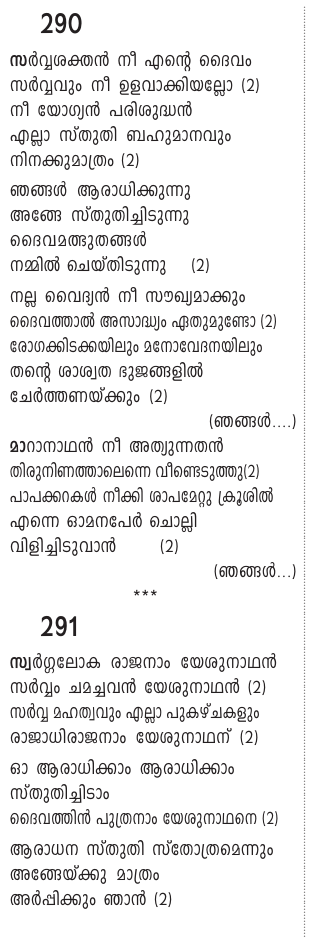 290
സർവ്വശക്തൻ നീ എന്റെ ദൈവം
സർവ്വവും നീ ഉളവാക്കിയല്ലോ (2)
നീ യോഗ്യൻ പരിശുദ്ധൻ
എല്ലാ സ്തുതി ബഹുമാനവും
നിനക്കുമാത്രം (2)
ഞങ്ങൾ ആരാധിക്കുന്നു
അങ്ങേ സ്തുതിച്ചിടുന്നു
ദൈവമത്ഭുതങ്ങൾ
നമ്മിൽ ചെയ്തിടുന്നു (2)
നല്ല വൈദ്യൻ നീ സൗഖ്യമാക്കും
ദൈവത്താൽ അസാദ്ധ്യം ഏതുമുണ്ടോ (2)
രോഗക്കിടക്കയിലും മനോവേദനയിലും
തന്റെ ശാശ്വത ഭുജങ്ങളിൽ
ചേർത്തണയ്ക്കും (2)
(ഞങ്ങൾ....)
മാറാനാഥൻ നീ അത്യുന്നതൻ
തിരുനിണത്താലെന്നെ വീണ്ടെടുത്തു(2)
പാപക്കറകൾ നീക്കി ശാപമേറ്റു ക്രൂശിൽ
എന്നെ ഓമനപേർ ചൊല്ലി
വിളിച്ചിടുവാൻ (2)
(ഞങ്ങൾ...)
***
291
സ്വർഗ്ഗലോക രാജനാം യേശുനാഥൻ
സർവ്വം ചമച്ചവൻ യേശുനാഥൻ (2)
സർവ്വ മഹത്വവും എല്ലാ പുകഴ്ചകളും
രാജാധിരാജനാം യേശുനാഥന് (2)
ഓ ആരാധിക്കാം ആരാധിക്കാം
സ്തുതിച്ചിടാം
ദൈവത്തിൻ പുത്രനാം യേശുനാഥനെ (2)
ആരാധന സ്തുതി സ്തോത്രമെന്നും
അങ്ങേയ്ക്കു മാത്രം
അർപ്പിക്കും ഞാൻ (2)